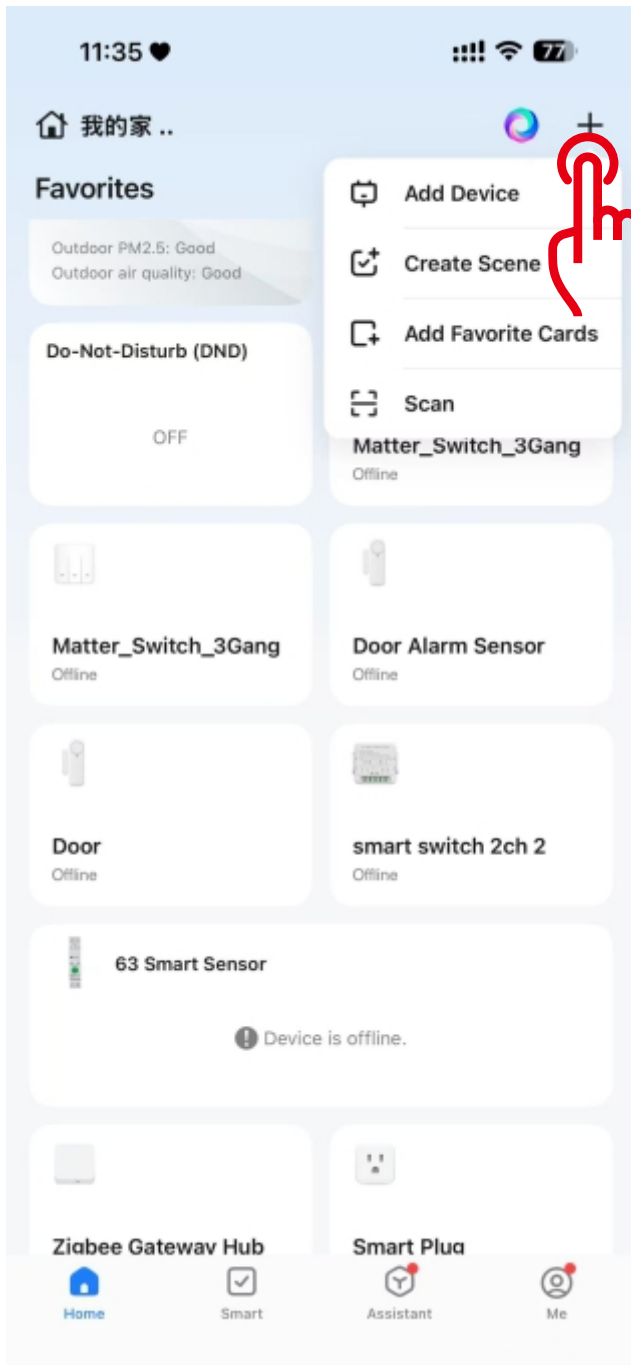 11:35
77
我的家 ..
Favorites
Add Device
Create Scene
Add Favorite Cards
Scan
Outdoor PM2.5: Good
Outdoor air quality: Good
Do-Not-Disturb (DND)
OFF
Matter_Switch_3Gang
Offline
Matter_Switch_3Gang
Offline
Door Alarm Sensor
Offline
Door
Offline
smart switch 2ch 2
Offline
63 Smart Sensor
Device is offline.
Zigbee Gateway Hub
Smart Plug
Home
Smart
Assistant
Me